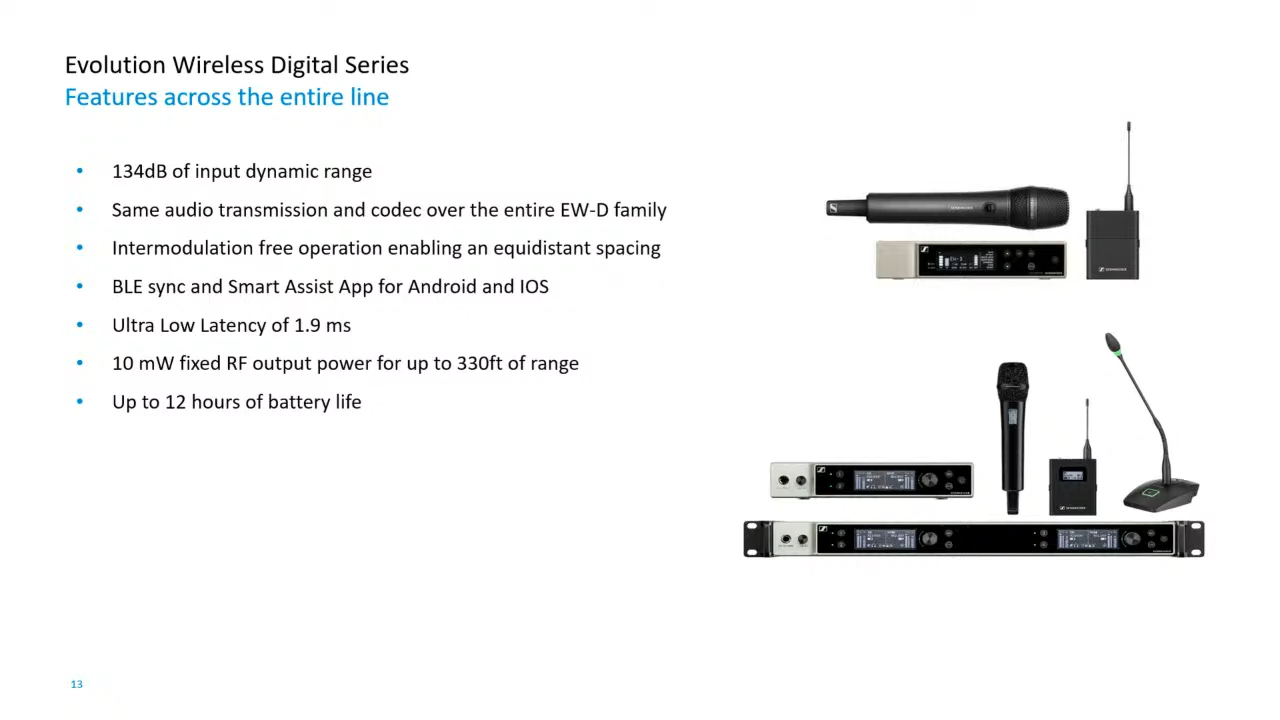 Evolution Wireless Digital Series
Features across the entire line
• 134dB of input dynamic range
• Same audio transmission and codec over the entire EW-D family
• Intermodulation free operation enabling an equidistant spacing
• BLE sync and Smart Assist App for Android and IOS
• Ultra Low Latency of 1.9 ms
• 10 mW fixed RF output power for up to 330ft of range
• Up to 12 hours of battery life
SENNHEISER
SENNHEISER
13